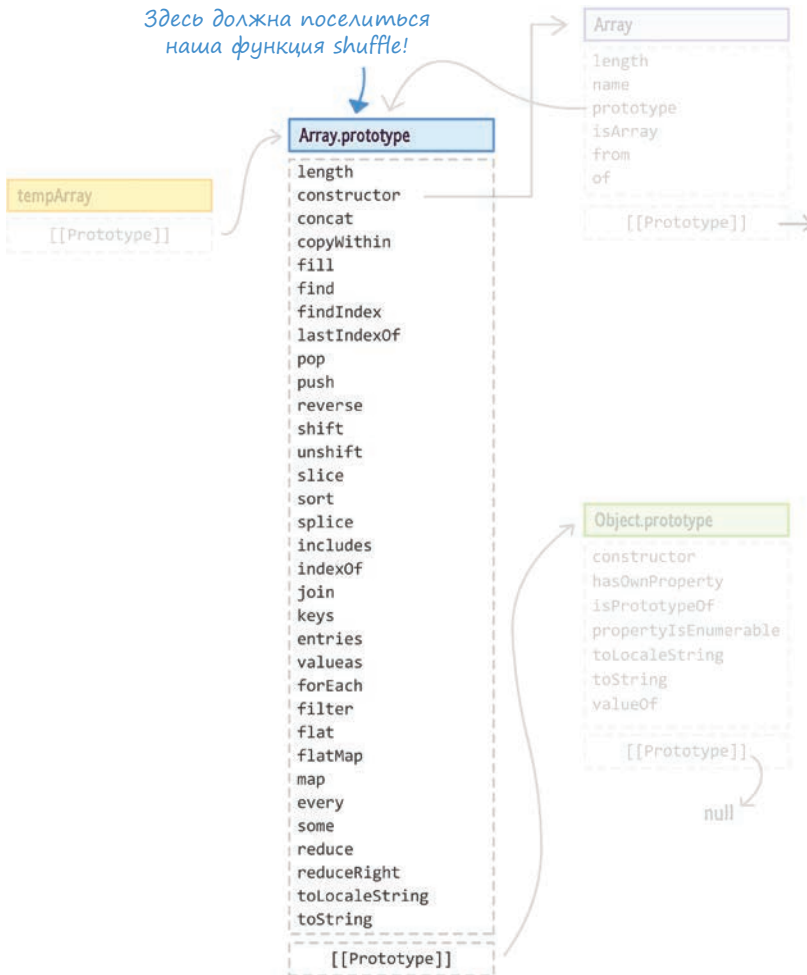 Здесь должна поселиться
наша функция shuffle!
Array
length
name
prototype
isArray
from
of
[[Prototype]]
Array.prototype
length
constructor
concat
copyWithin
fill
find
findIndex
lastIndexOf
pop
push
reverse
shift
unshift
slice
sort
splice
includes
indexOf
join
keys
entries
valueas
forEach
filter
flat
flatMap
map
every
some
reduce
reduceRight
toLocaleString
toString
[[Prototype]]
tempArray
[[Prototype]]
Object.prototype
constructor
hasOwnProperty
isPrototypeOf
propertyIsEnumerable
toLocaleString
toString
valueOf
[[Prototype]]
null